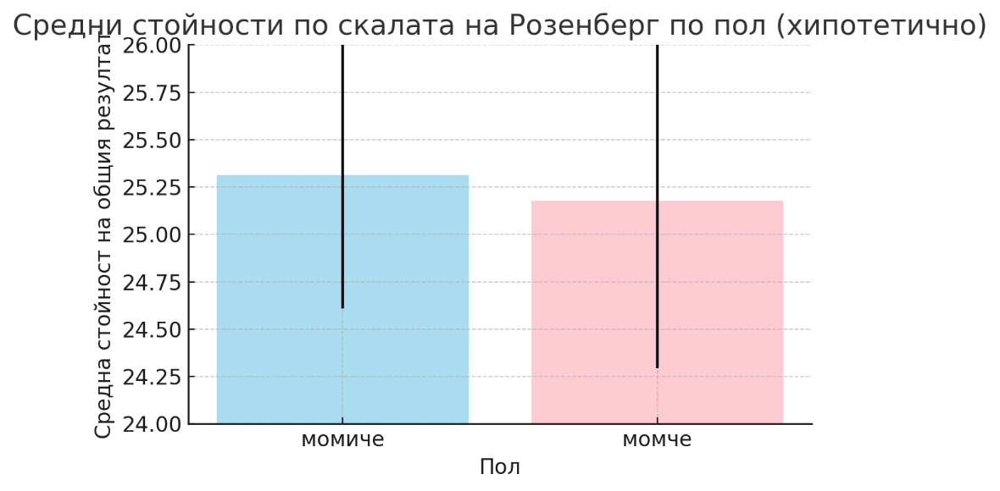 Средни стойности по скалата на Розенберг по пол (хипотетично)
Средна стойност на общия резултат
26.00
25.75
25.50
25.25
25.00
24.75
24.50
24.25
24.00
момиче момче
Пол